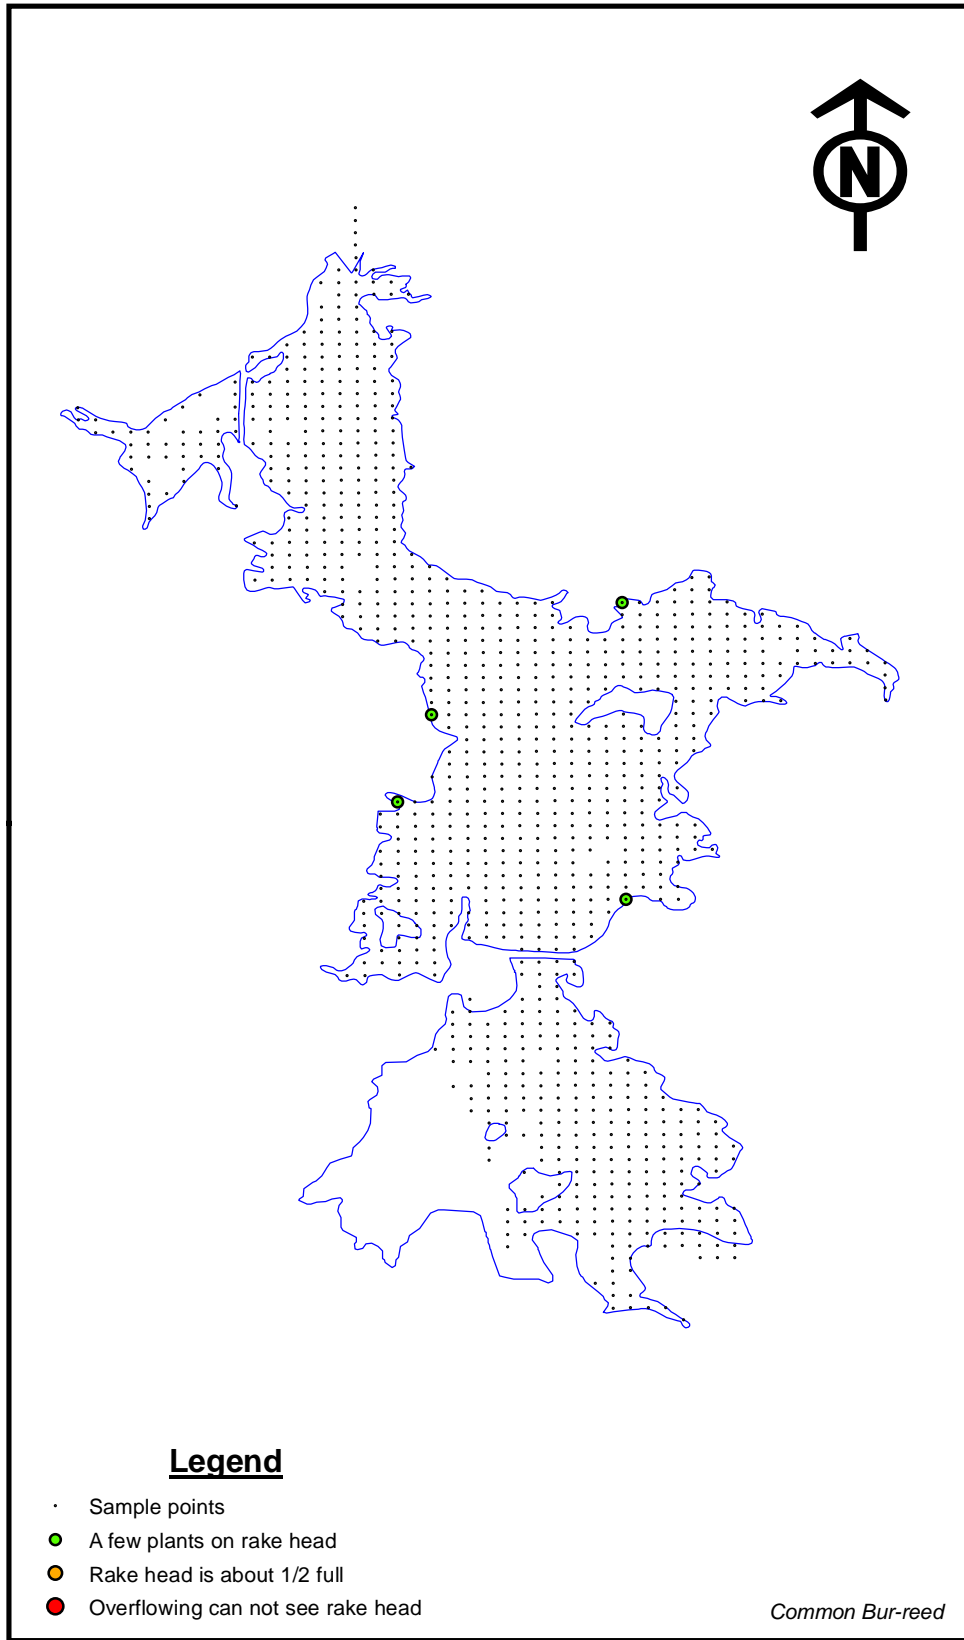 N
Legend
Sample points
A few plants on rake head
Rake head is about 1/2 full
Overflowing can not see rake head
Common Bur-reed